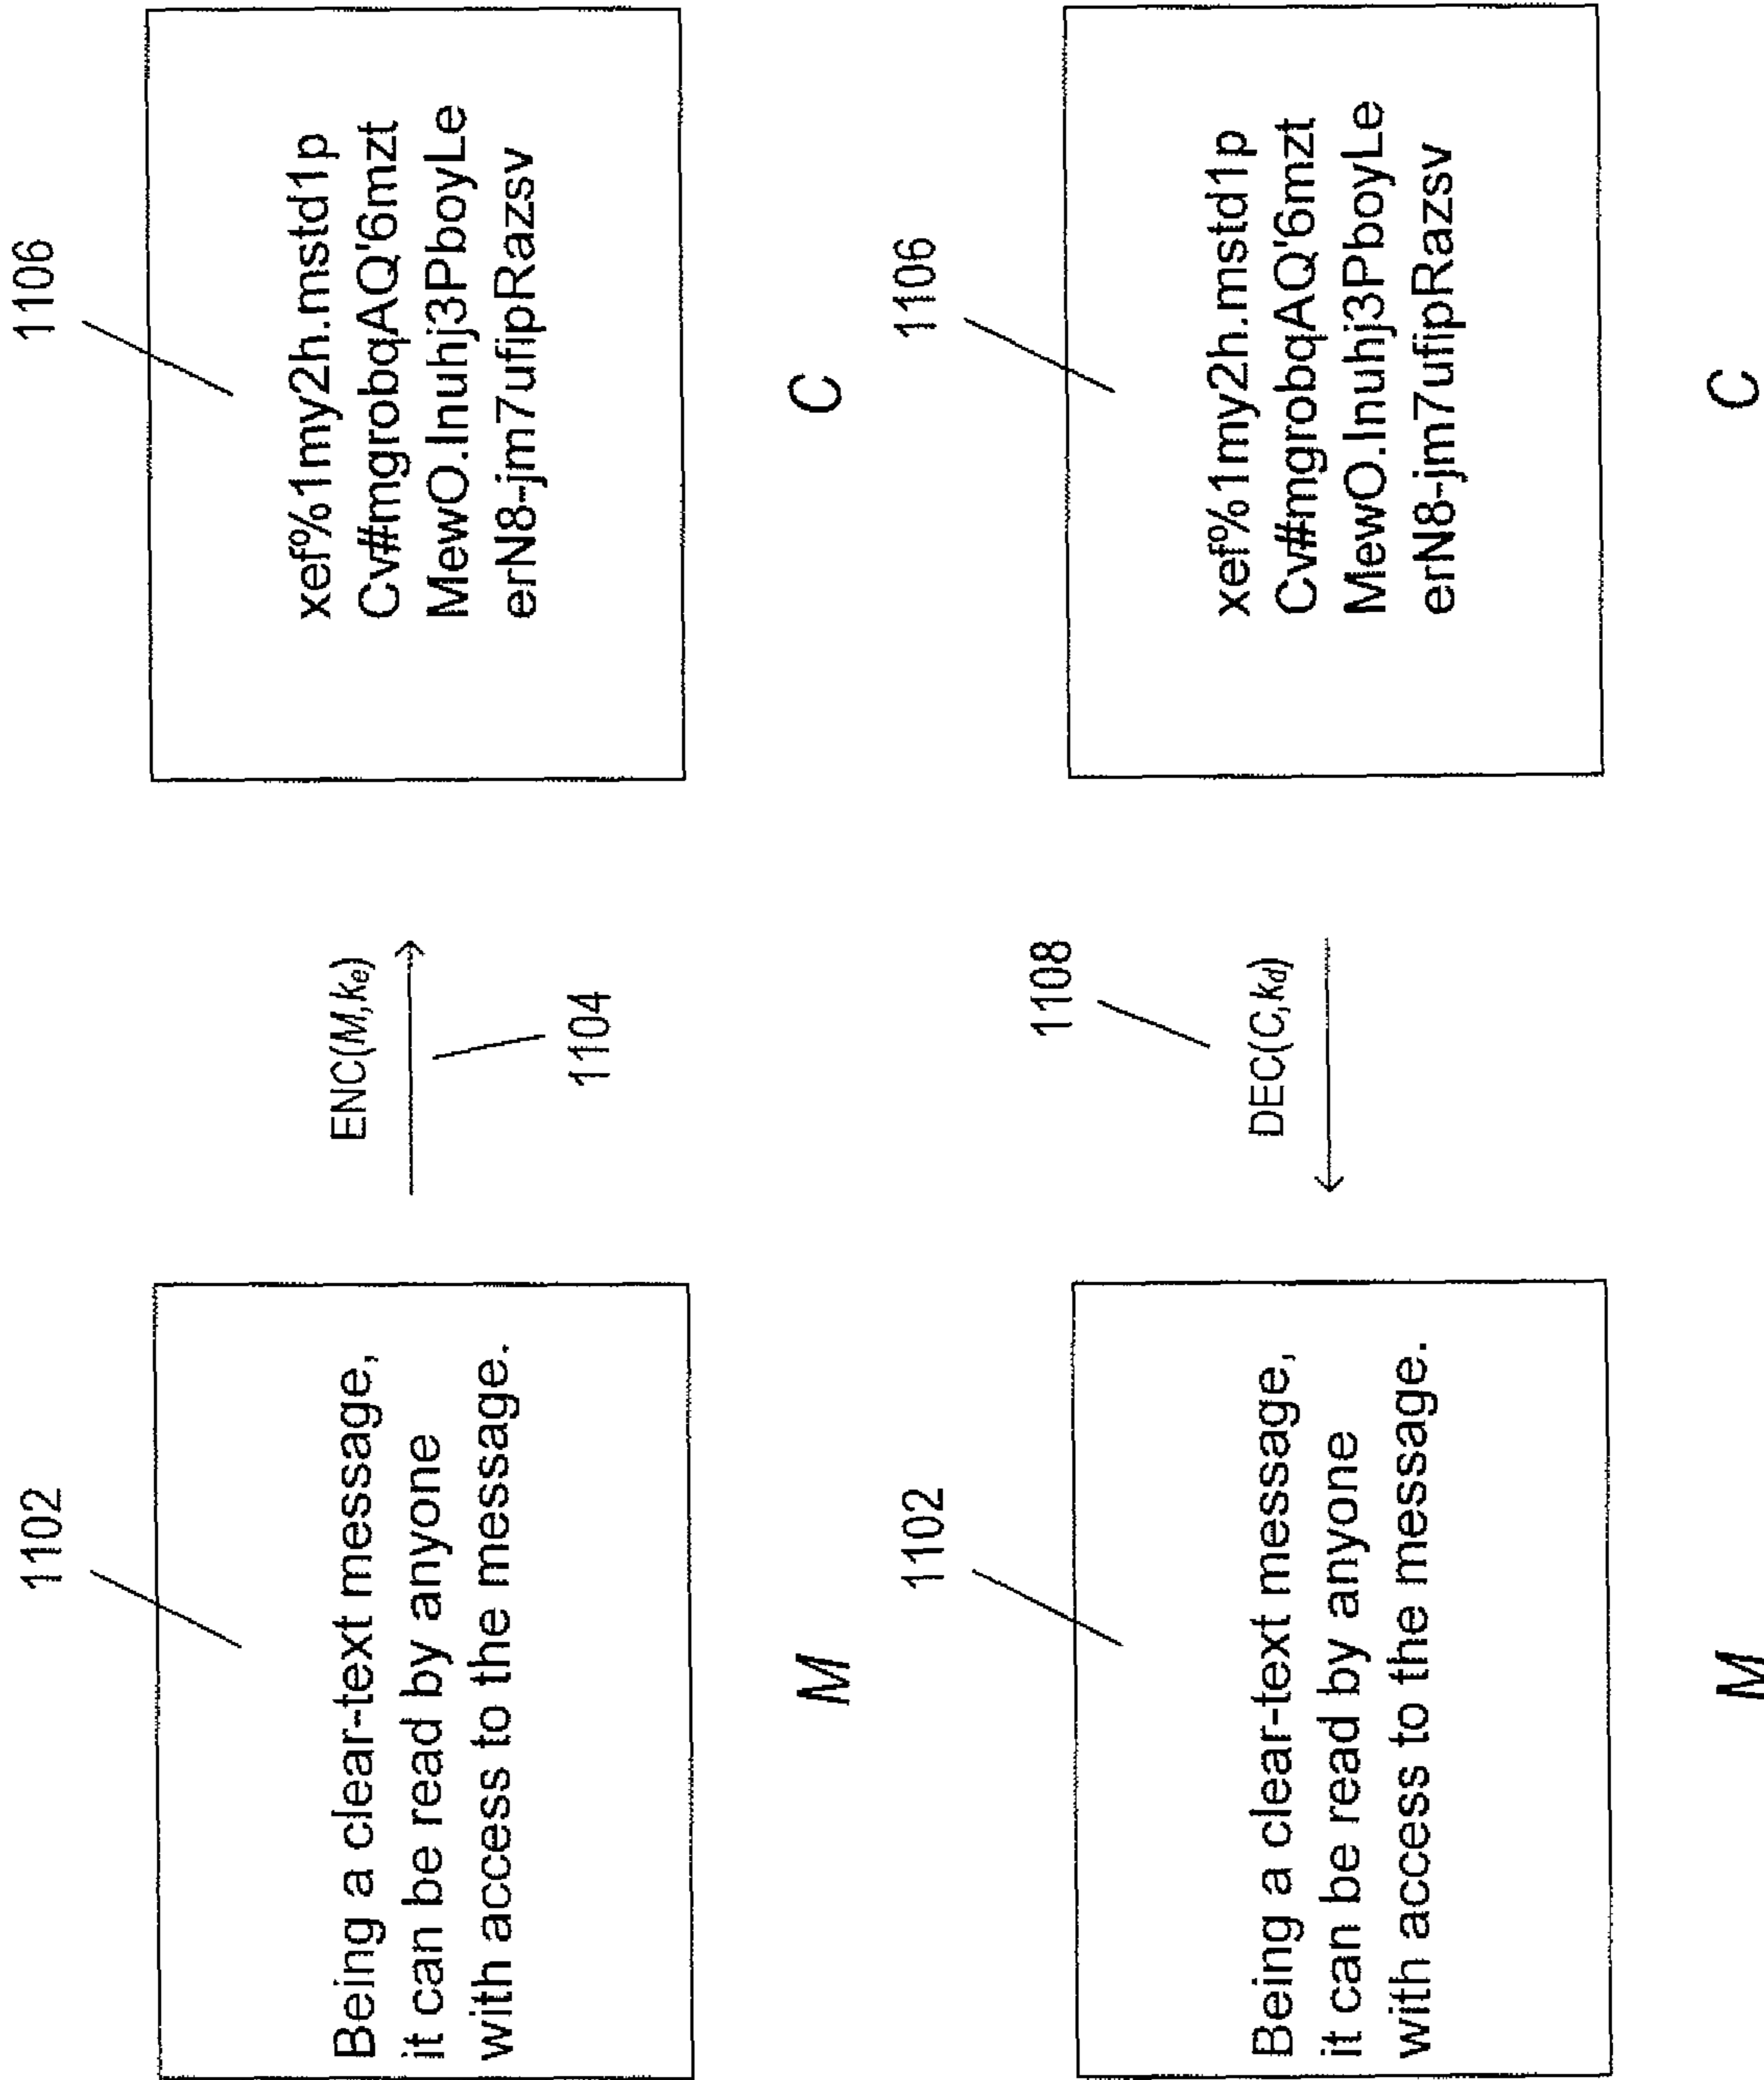 1102
Being a clear-text message,
it can be read by anyone
with access to the message.
M
ENC(M,ke)
1104
1106
xef%1my2h.mstd1p
Cv#mgrobqAQ'6mzt
MewO.Inuhj3PboyLe
erN8-jm7ufipRazsv
C
1102
Being a clear-text message,
it can be read by anyone
with access to the message.
M
1108
DEC(C,kd)
1106
xef%1my2h.mstd1p
Cv#mgrobqAQ'6mzt
MewO.Inuhj3PboyLe
erN8-jm7ufipRazsv
C